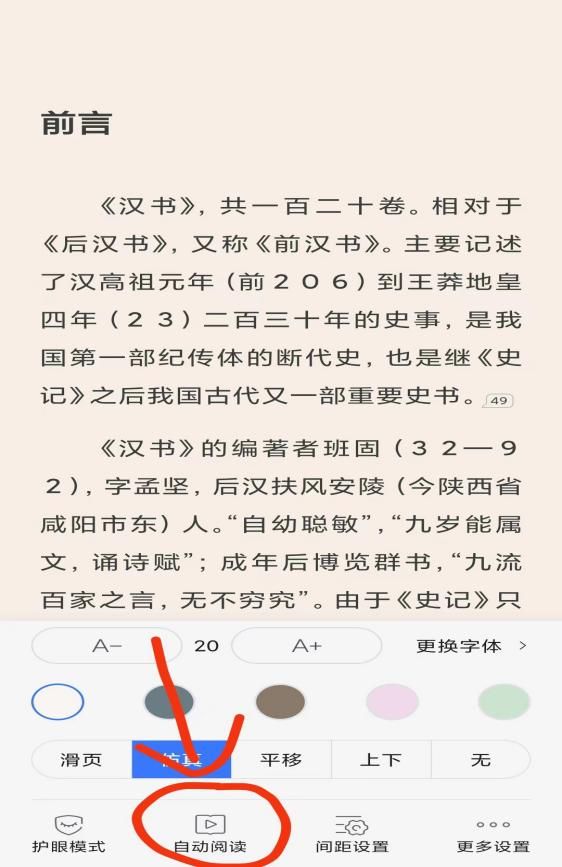 前言
《汉书》，共一百二十卷。相对于
《后汉书》，又称《前汉书》。主要记述
了汉高祖元年（前２０６）到王莽地皇
四年（２３）二百三十年的史事，是我
国第一部纪传体的断代史，也是继《史
记》之后我国古代又一部重要史书。 49
《汉书》的编著者班固（３２—９
２），字孟坚，后汉扶风安陵（今陕西省
咸阳市东）人。“自幼聪敏”，“九岁能属
文，诵诗赋”；成年后博览群书，“九流
百家之言，无不穷究”。由于《史记》只
A- 20 A+ 更换字体 >
滑页 仿真 平移 上下 无
护眼模式 自动阅读 间距设置 更多设置